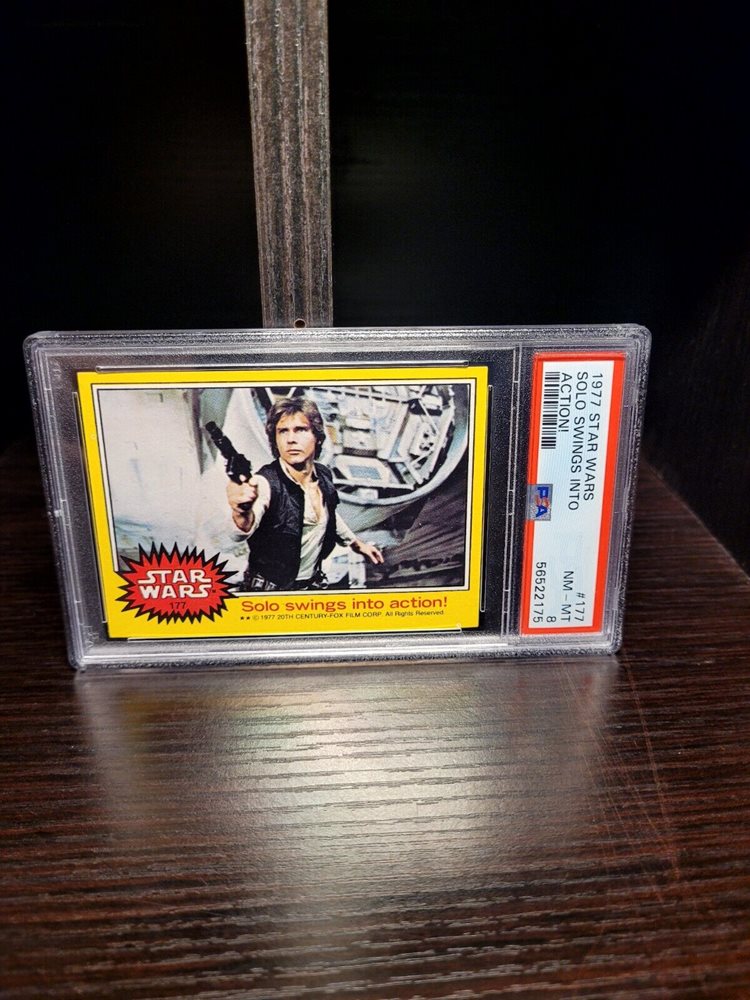 STAR
WARS
177
Solo swings into action!
★★ © 1977 20TH CENTURY-FOX FILM CORP. All Rights Reserved.
1977 STAR WARS #177
SOLO SWINGS INTO NM - MT
ACTION! 8
PSA 56522175